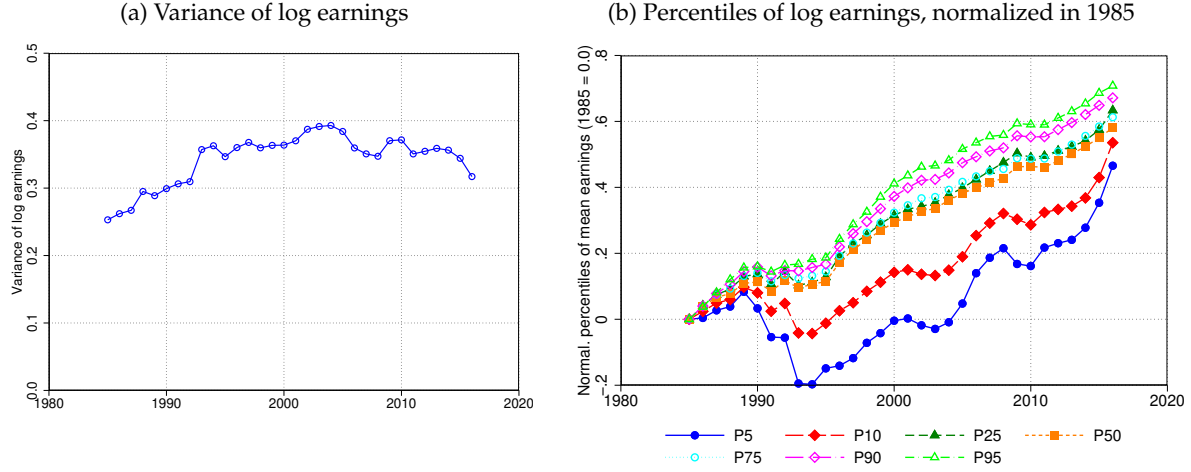 (a) Variance of log earnings
(b) Percentiles of log earnings, normalized in 1985
Variance of log earnings
0.5
0.4
0.3
0.2
0.1
0.0
1980
1990
2000
2010
2020
Normal. percentiles of mean earnings (1985 = 0.0)
.8
.6
.4
.2
0
-.2
1980
1990
2000
2010
2020
P5
P10
P25
P50
P75
P90
P95